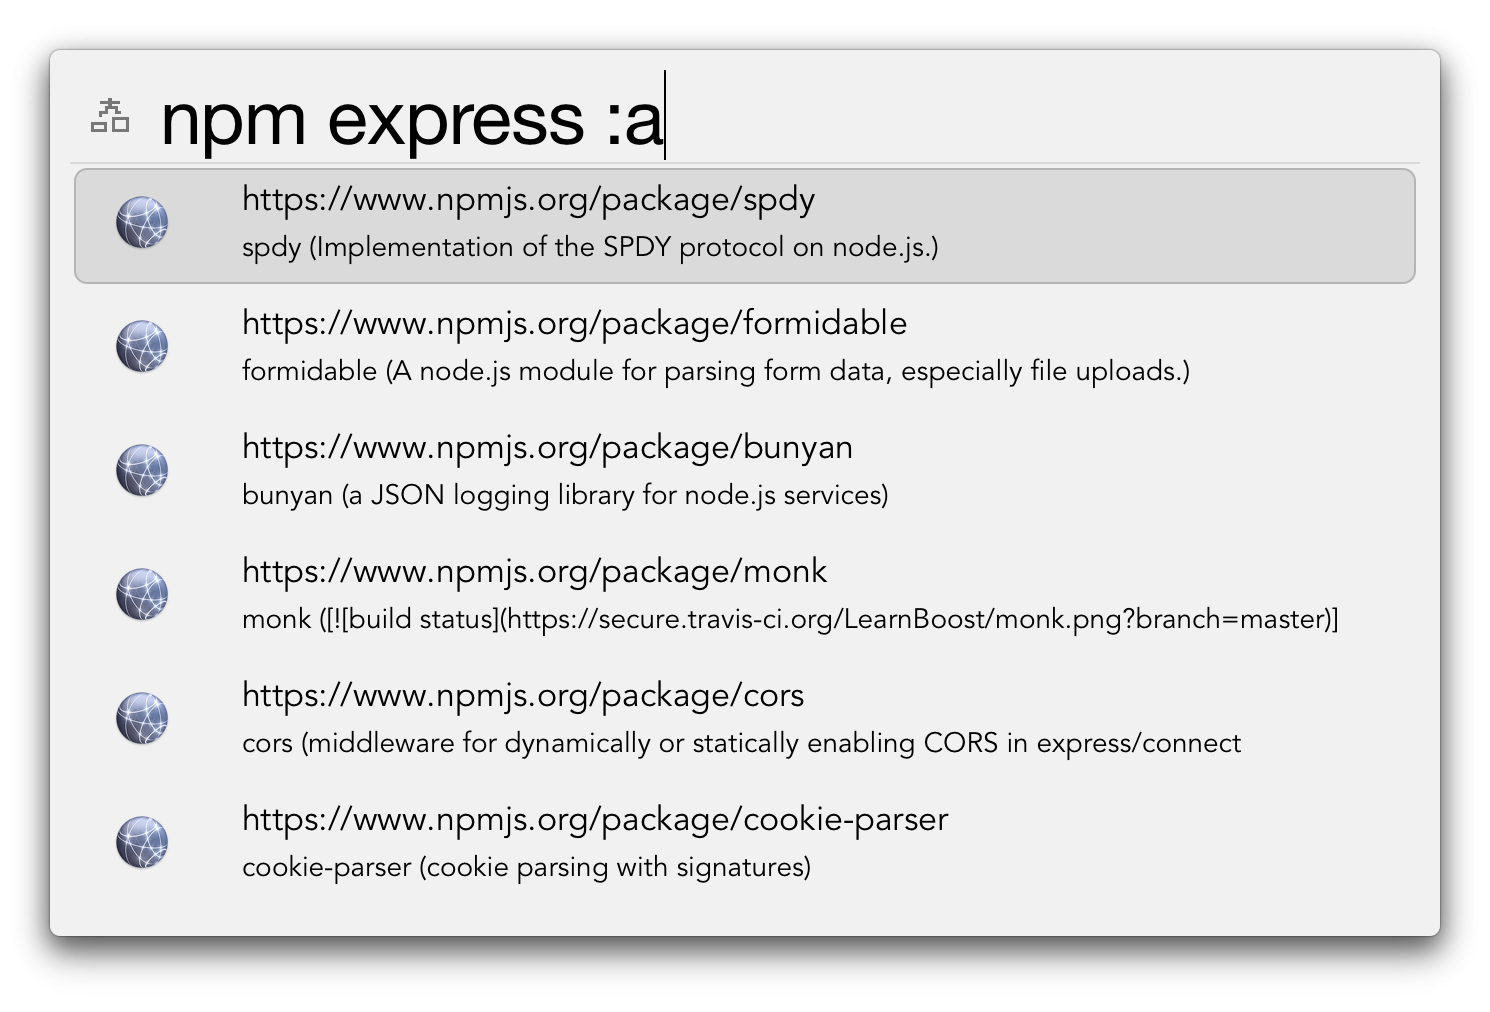 npm express :a
https://www.npmjs.org/package/spdy
spdy (Implementation of the SPDY protocol on node.js.)
https://www.npmjs.org/package/formidable
formidable (A node.js module for parsing form data, especially file uploads.)
https://www.npmjs.org/package/bunyan
bunyan (a JSON logging library for node.js services)
https://www.npmjs.org/package/monk
monk ([![build status](https://secure.travis-ci.org/LearnBoost/monk.png?branch=master)]
https://www.npmjs.org/package/cors
cors (middleware for dynamically or statically enabling CORS in express/connect
https://www.npmjs.org/package/cookie-parser
cookie-parser (cookie parsing with signatures)